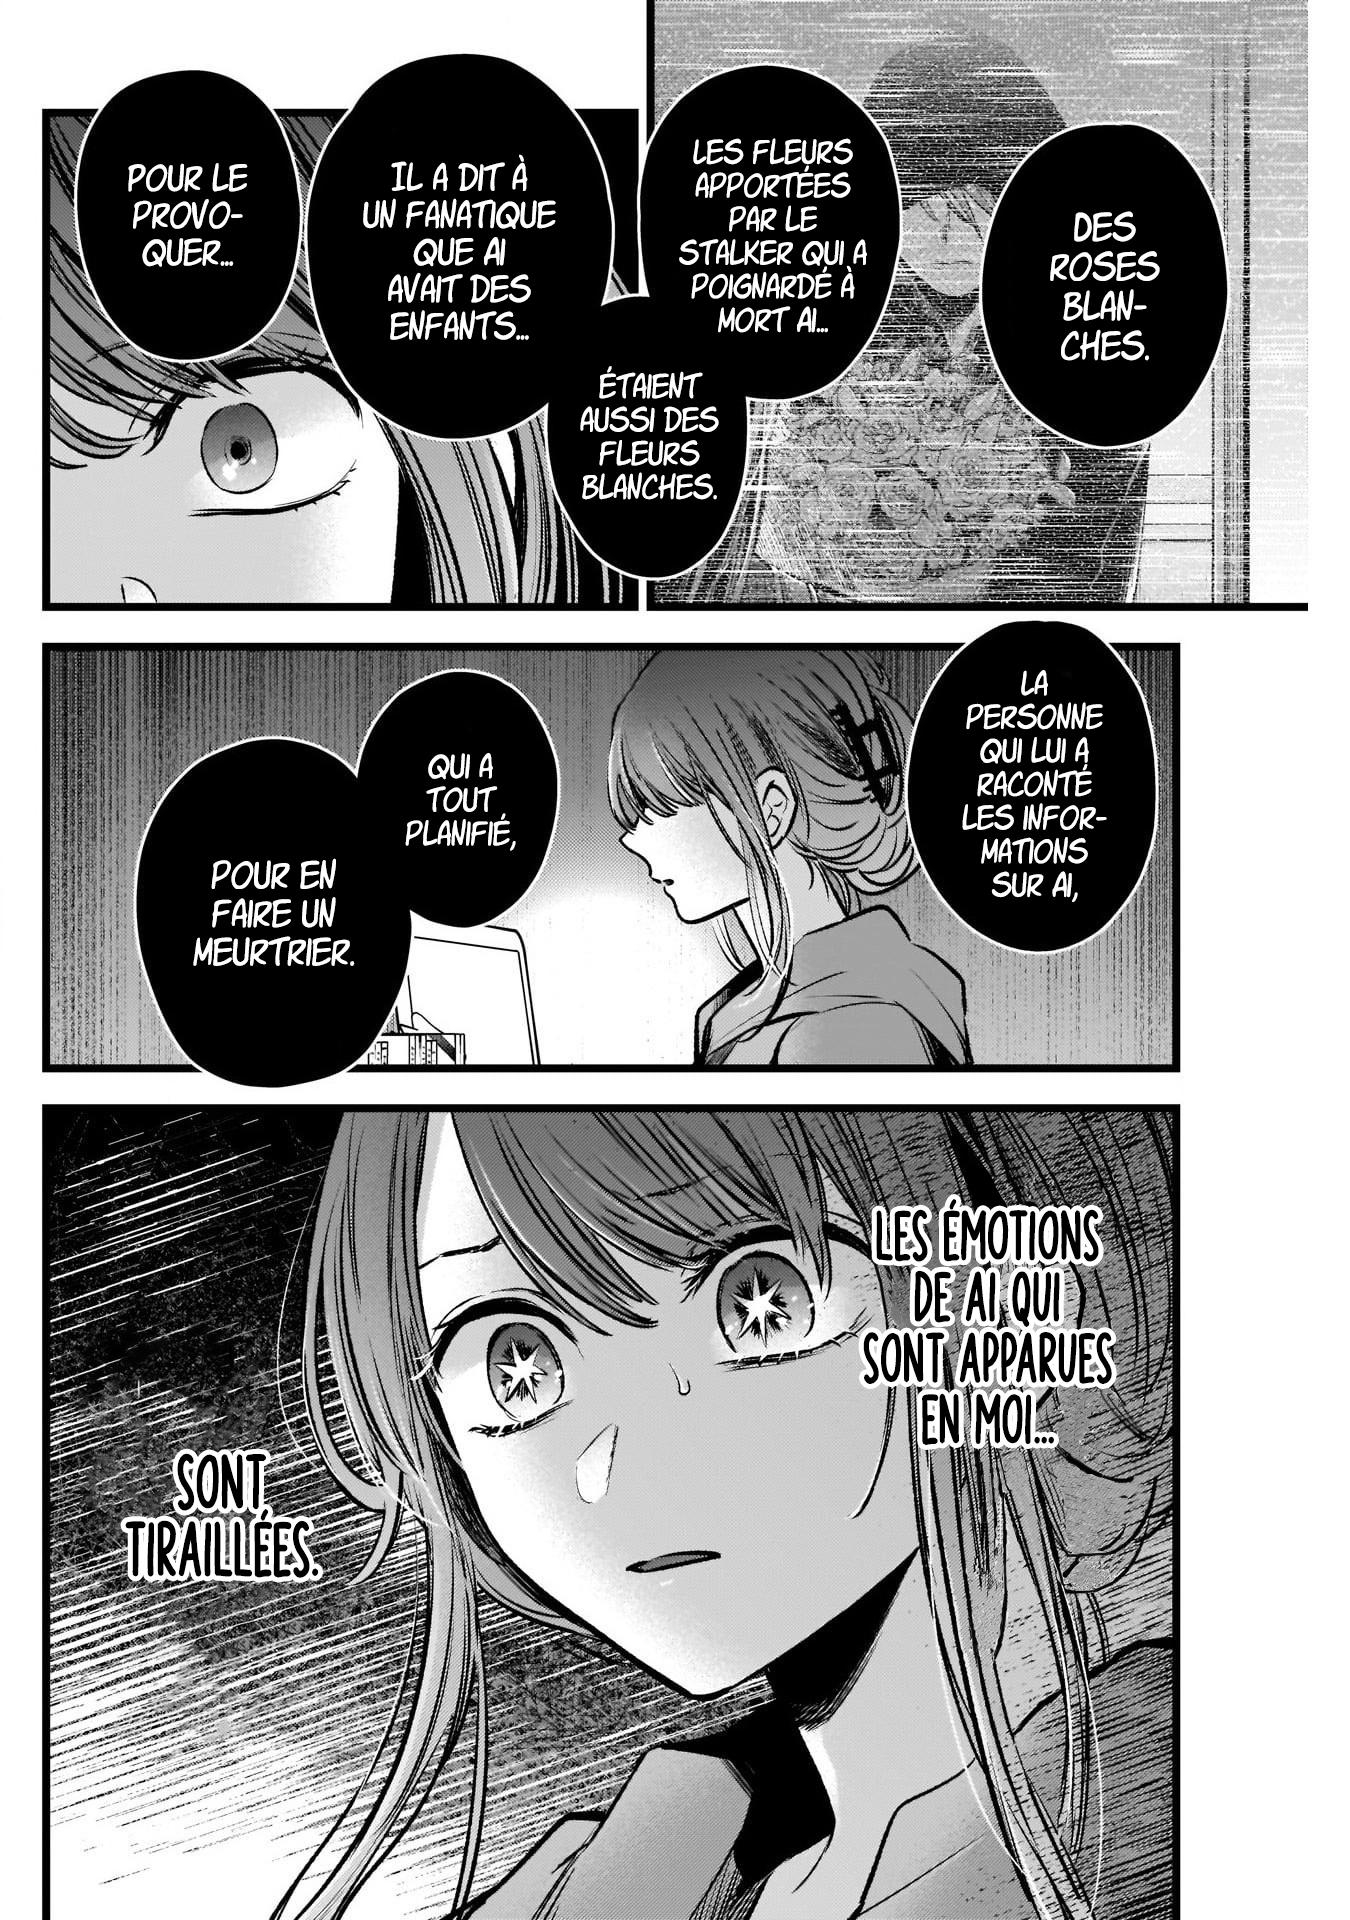 DES
ROSES
BLAN-
CHES.
LES FLEURS
APPORTÉES
PAR LE
STALKER QUI A
POIGNARDÉ À
MORT AI...
ÉTAIENT
AUSSI DES
FLEURS
BLANCHES.
IL A DIT À
UN FANATIQUE
QUE AI
AVAIT DES
ENFANTS...
POUR LE
PROVO-
QUER...
LA
PERSONNE
QUI LUI A
RACONTÉ
LES INFOR-
MATIONS
SUR AI,
QUI A
TOUT
PLANIFIÉ,
POUR EN
FAIRE UN
MEURTRIER.
LES ÉMOTIONS
DE AI QUI
SONT APPARUES
EN MOI...
SONT
TIRAILLÉES.